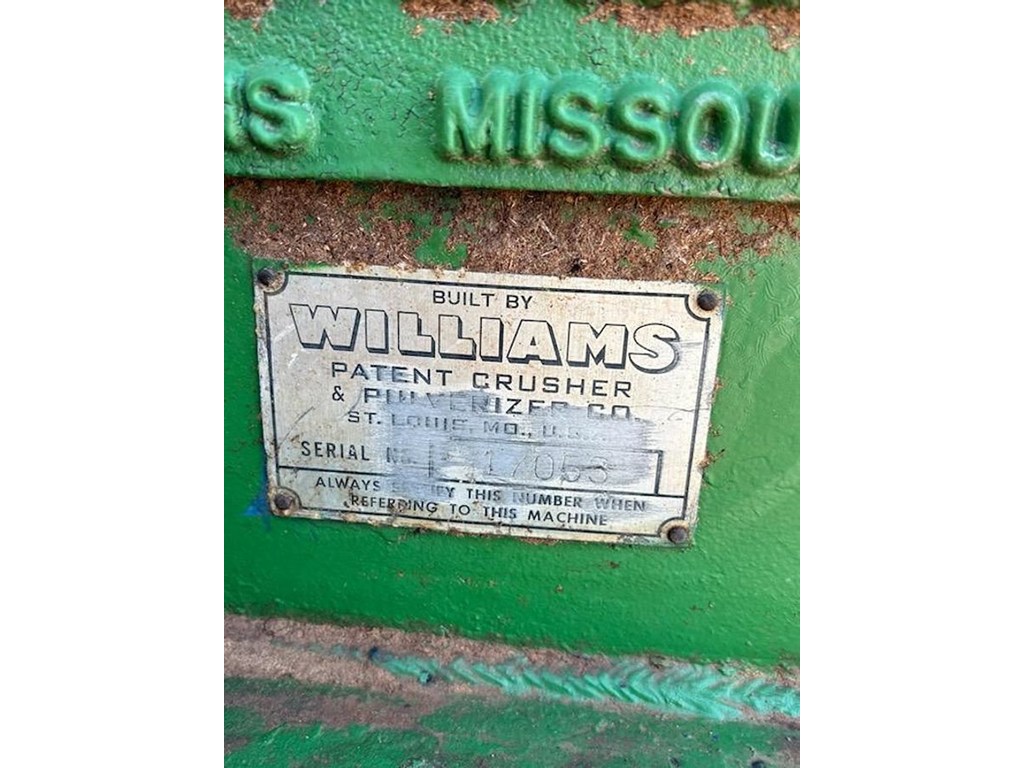 MISSOU
BUILT BY
WILLIAMS
PATENT CRUSHER
& PULVERIZER CO.
ST. LOUIS, MO., U.S.A.
SERIAL NO.
ALWAYS SPECIFY THIS NUMBER WHEN
REFERRING TO THIS MACHINE